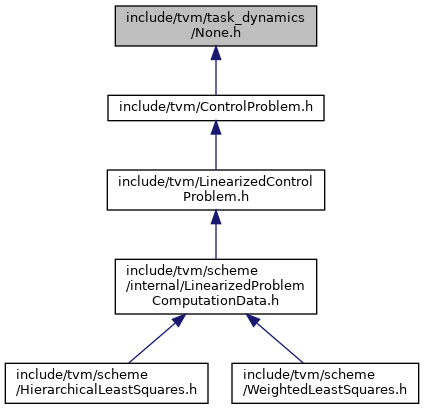 include/tvm/task_dynamics
/None.h
include/tvm/ControlProblem.h
include/tvm/LinearizedControl
Problem.h
include/tvm/scheme
/internal/LinearizedProblem
ComputationData.h
include/tvm/scheme
/HierarchicalLeastSquares.h
include/tvm/scheme
/WeightedLeastSquares.h